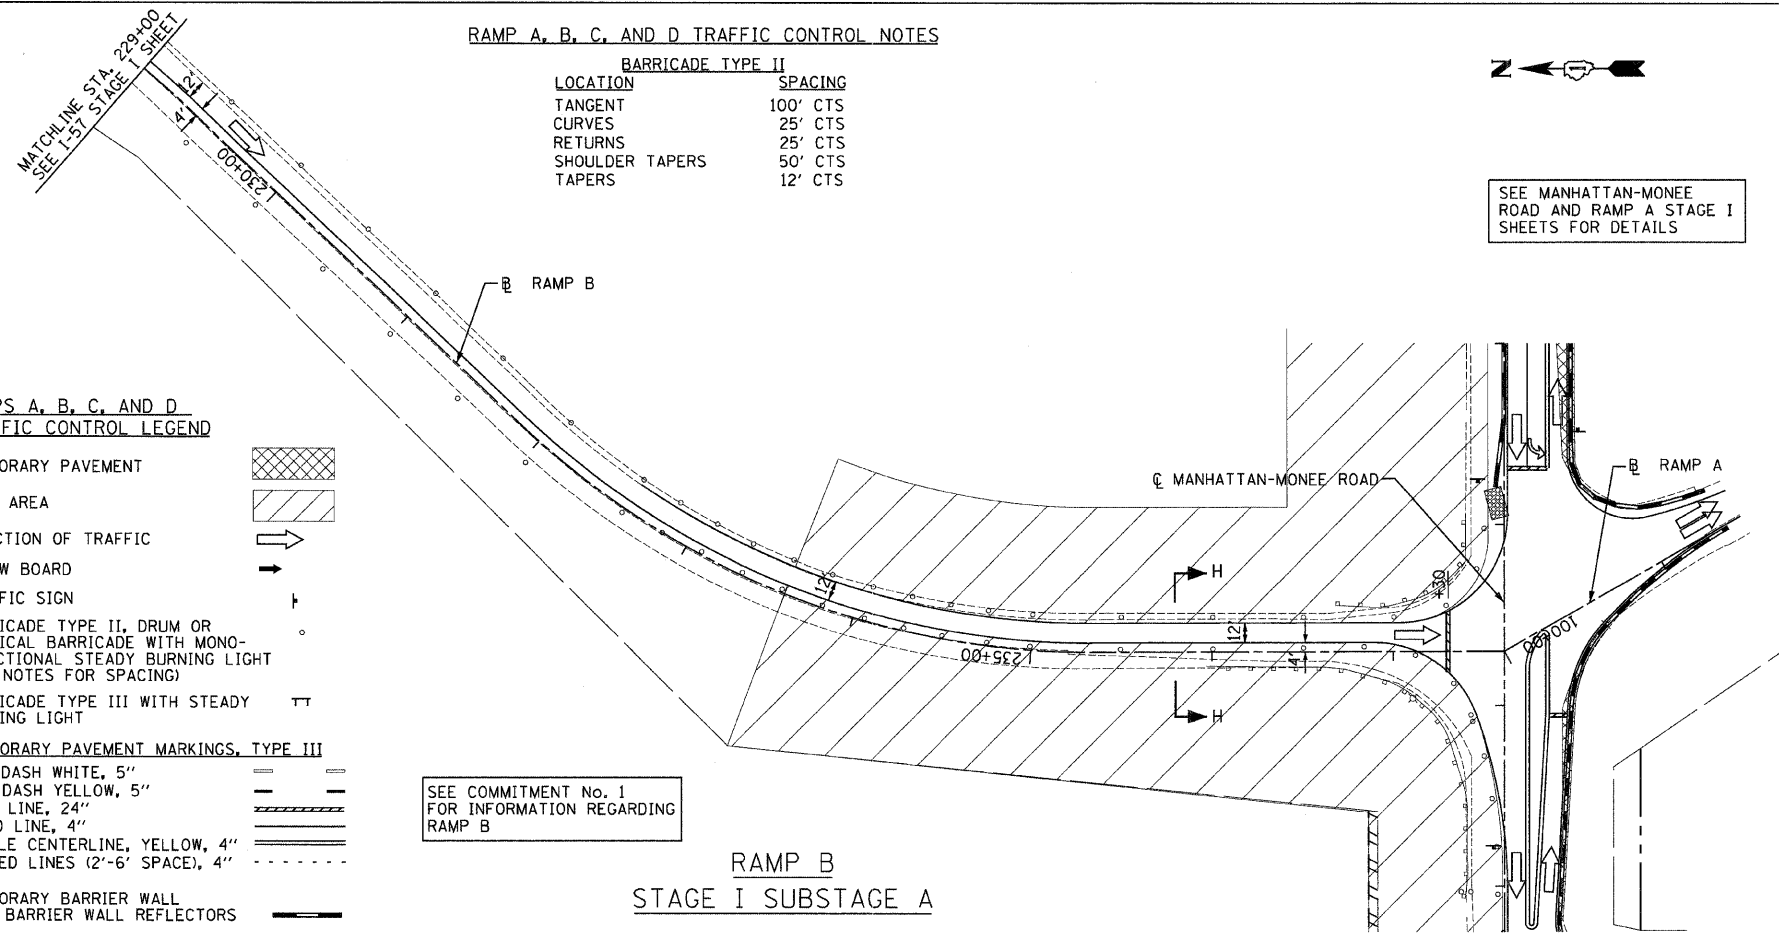 RAMP A, B, C, AND D TRAFFIC CONTROL NOTES
BARRICADE TYPE II
LOCATION SPACING
TANGENT 100' CTS
CURVES 25' CTS
RETURNS 25' CTS
SHOULDER TAPERS 50' CTS
TAPERS 12' CTS
N
SEE MANHATTAN-MONEE
ROAD AND RAMP A STAGE I
SHEETS FOR DETAILS
MATCHLINE STA. 229+00
SEE I-57 STAGE I SHEET
12'
4'
230+00
B RAMP B
PS A, B, C, AND D
FFIC CONTROL LEGEND
ORARY PAVEMENT
AREA
CTION OF TRAFFIC
W BOARD
FIC SIGN
ICADE TYPE II, DRUM OR
ICAL BARRICADE WITH MONO-
CTIONAL STEADY BURNING LIGHT
NOTES FOR SPACING)
ICADE TYPE III WITH STEADY
ING LIGHT
ORARY PAVEMENT MARKINGS, TYPE III
DASH WHITE, 5"
DASH YELLOW, 5"
LINE, 24"
D LINE, 4"
LE CENTERLINE, YELLOW, 4"
ED LINES (2'-6' SPACE), 4"
ORARY BARRIER WALL
BARRIER WALL REFLECTORS
℄ MANHATTAN-MONEE ROAD
B RAMP A
12'
H
+30
12'
4'
235+00
H
SEE COMMITMENT No. 1
FOR INFORMATION REGARDING
RAMP B
RAMP B
STAGE I SUBSTAGE A